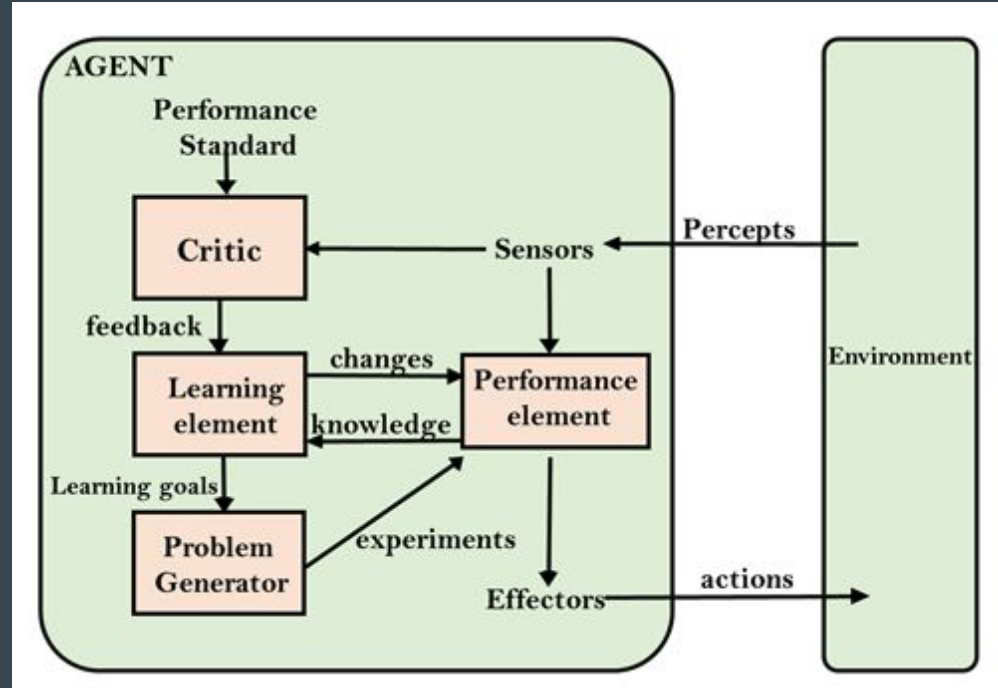 AGENT
Performance
Standard
Critic
Sensors
Percepts
feedback
changes
Learning
element
Performance
element
knowledge
Environment
Learning goals
Problem
Generator
experiments
Effectors
actions